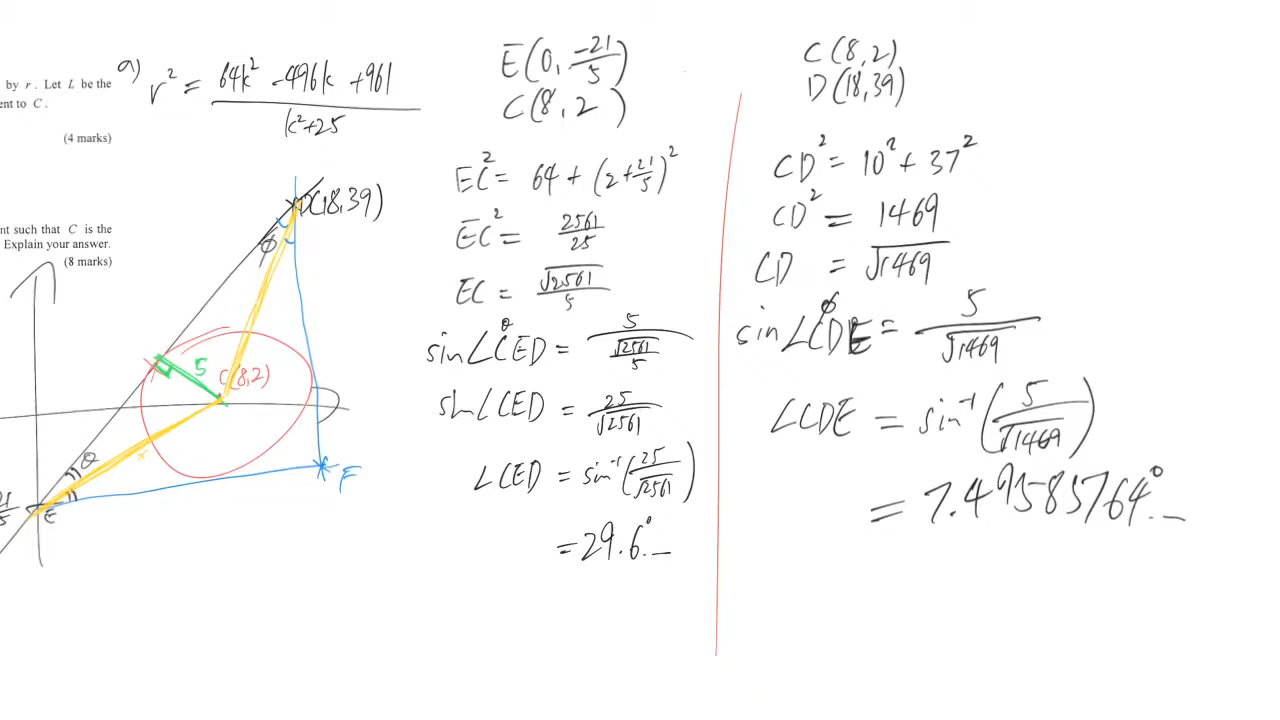 by r . Let L be the
ent to C .
(4 marks)
nt such that C is the
Explain your answer.
(8 marks)
a) r² = (64k² - 496k + 961)/(k²+25)
D(18,39)
ϕ
5
C(8,2)
r
θ
21/5
E
F
E(0, -21/5)
C(8, 2)
EC² = 64 + (2+21/5)²
EC² = 2561/25
EC = √2561/5
θ
sin∠CED = 5/(√2561/5)
sin∠CED = 25/√2561
∠CED = sin⁻¹(25/√2561)
= 29.6°...
C(8,2)
D(18,39)
CD² = 10² + 37²
CD² = 1469
CD = √1469
ϕ
sin∠CDE = 5/√1469
∠CDE = sin⁻¹(5/√1469)
= 7.49585764°...